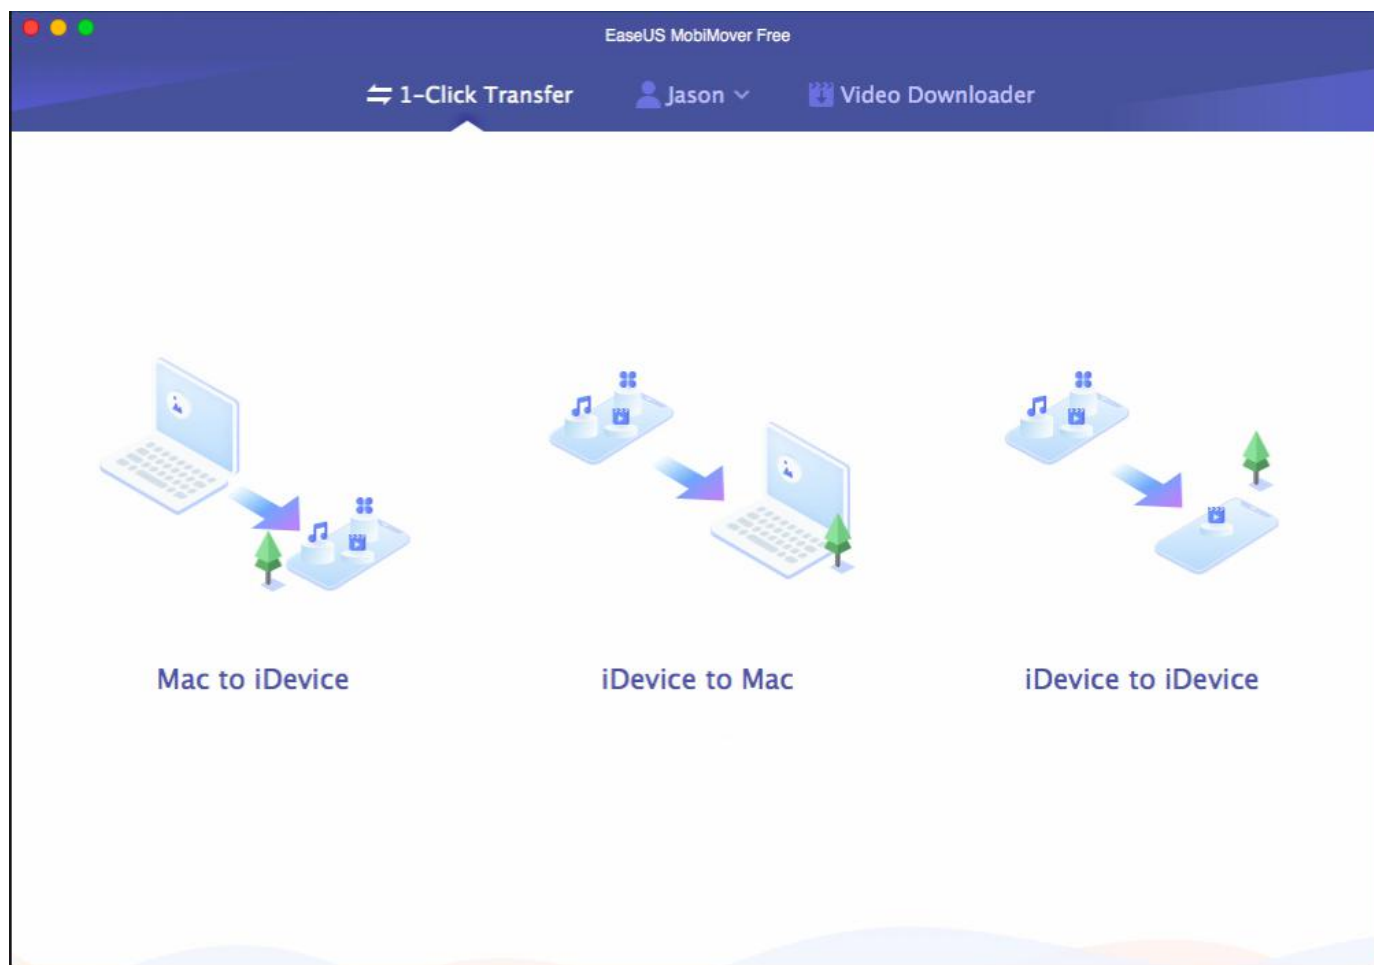 EaseUS MobiMover Free
1-Click Transfer
Jason
Video Downloader
Mac to iDevice
iDevice to Mac
iDevice to iDevice